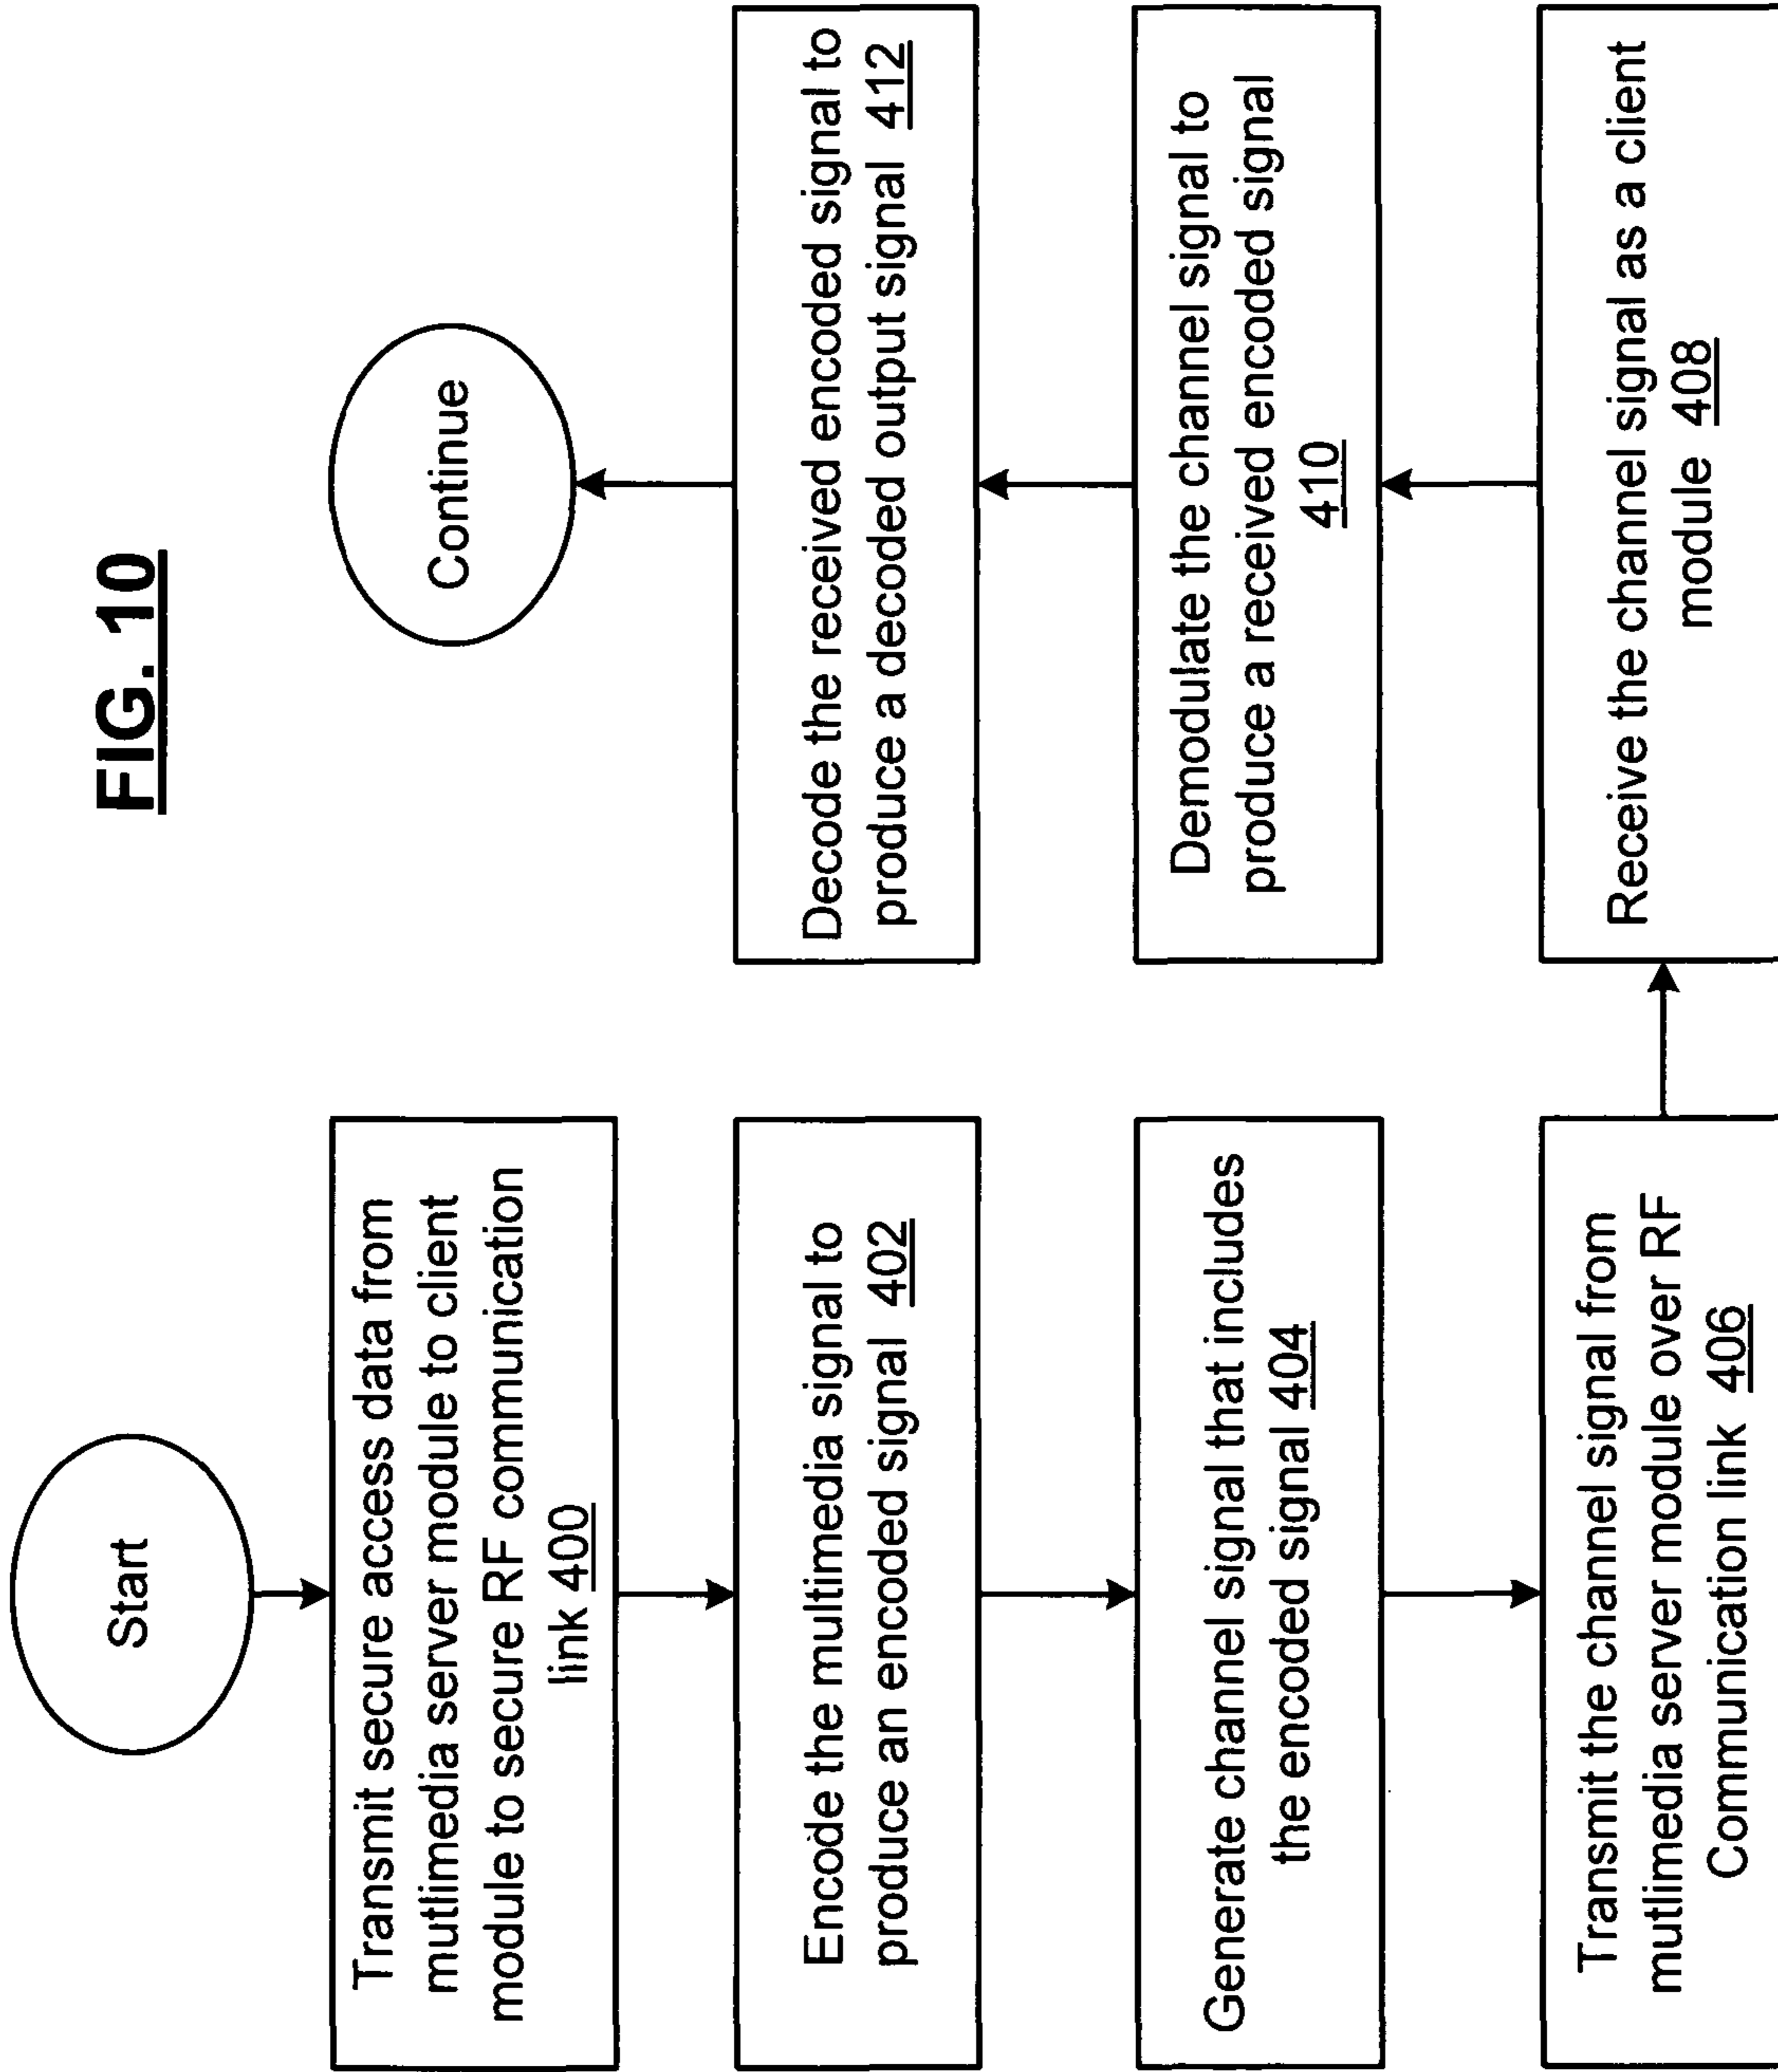 FIG. 10
Start
Transmit secure access data from
mutlimedia server module to client
module to secure RF communication
link 400
Encode the multimedia signal to
produce an encoded signal 402
Generate channel signal that includes
the encoded signal 404
Transmit the channel signal from
mutlimedia server module over RF
Communication link 406
Receive the channel signal as a client
module 408
Demodulate the channel signal to
produce a received encoded signal
410
Decode the received encoded signal to
produce a decoded output signal 412
Continue